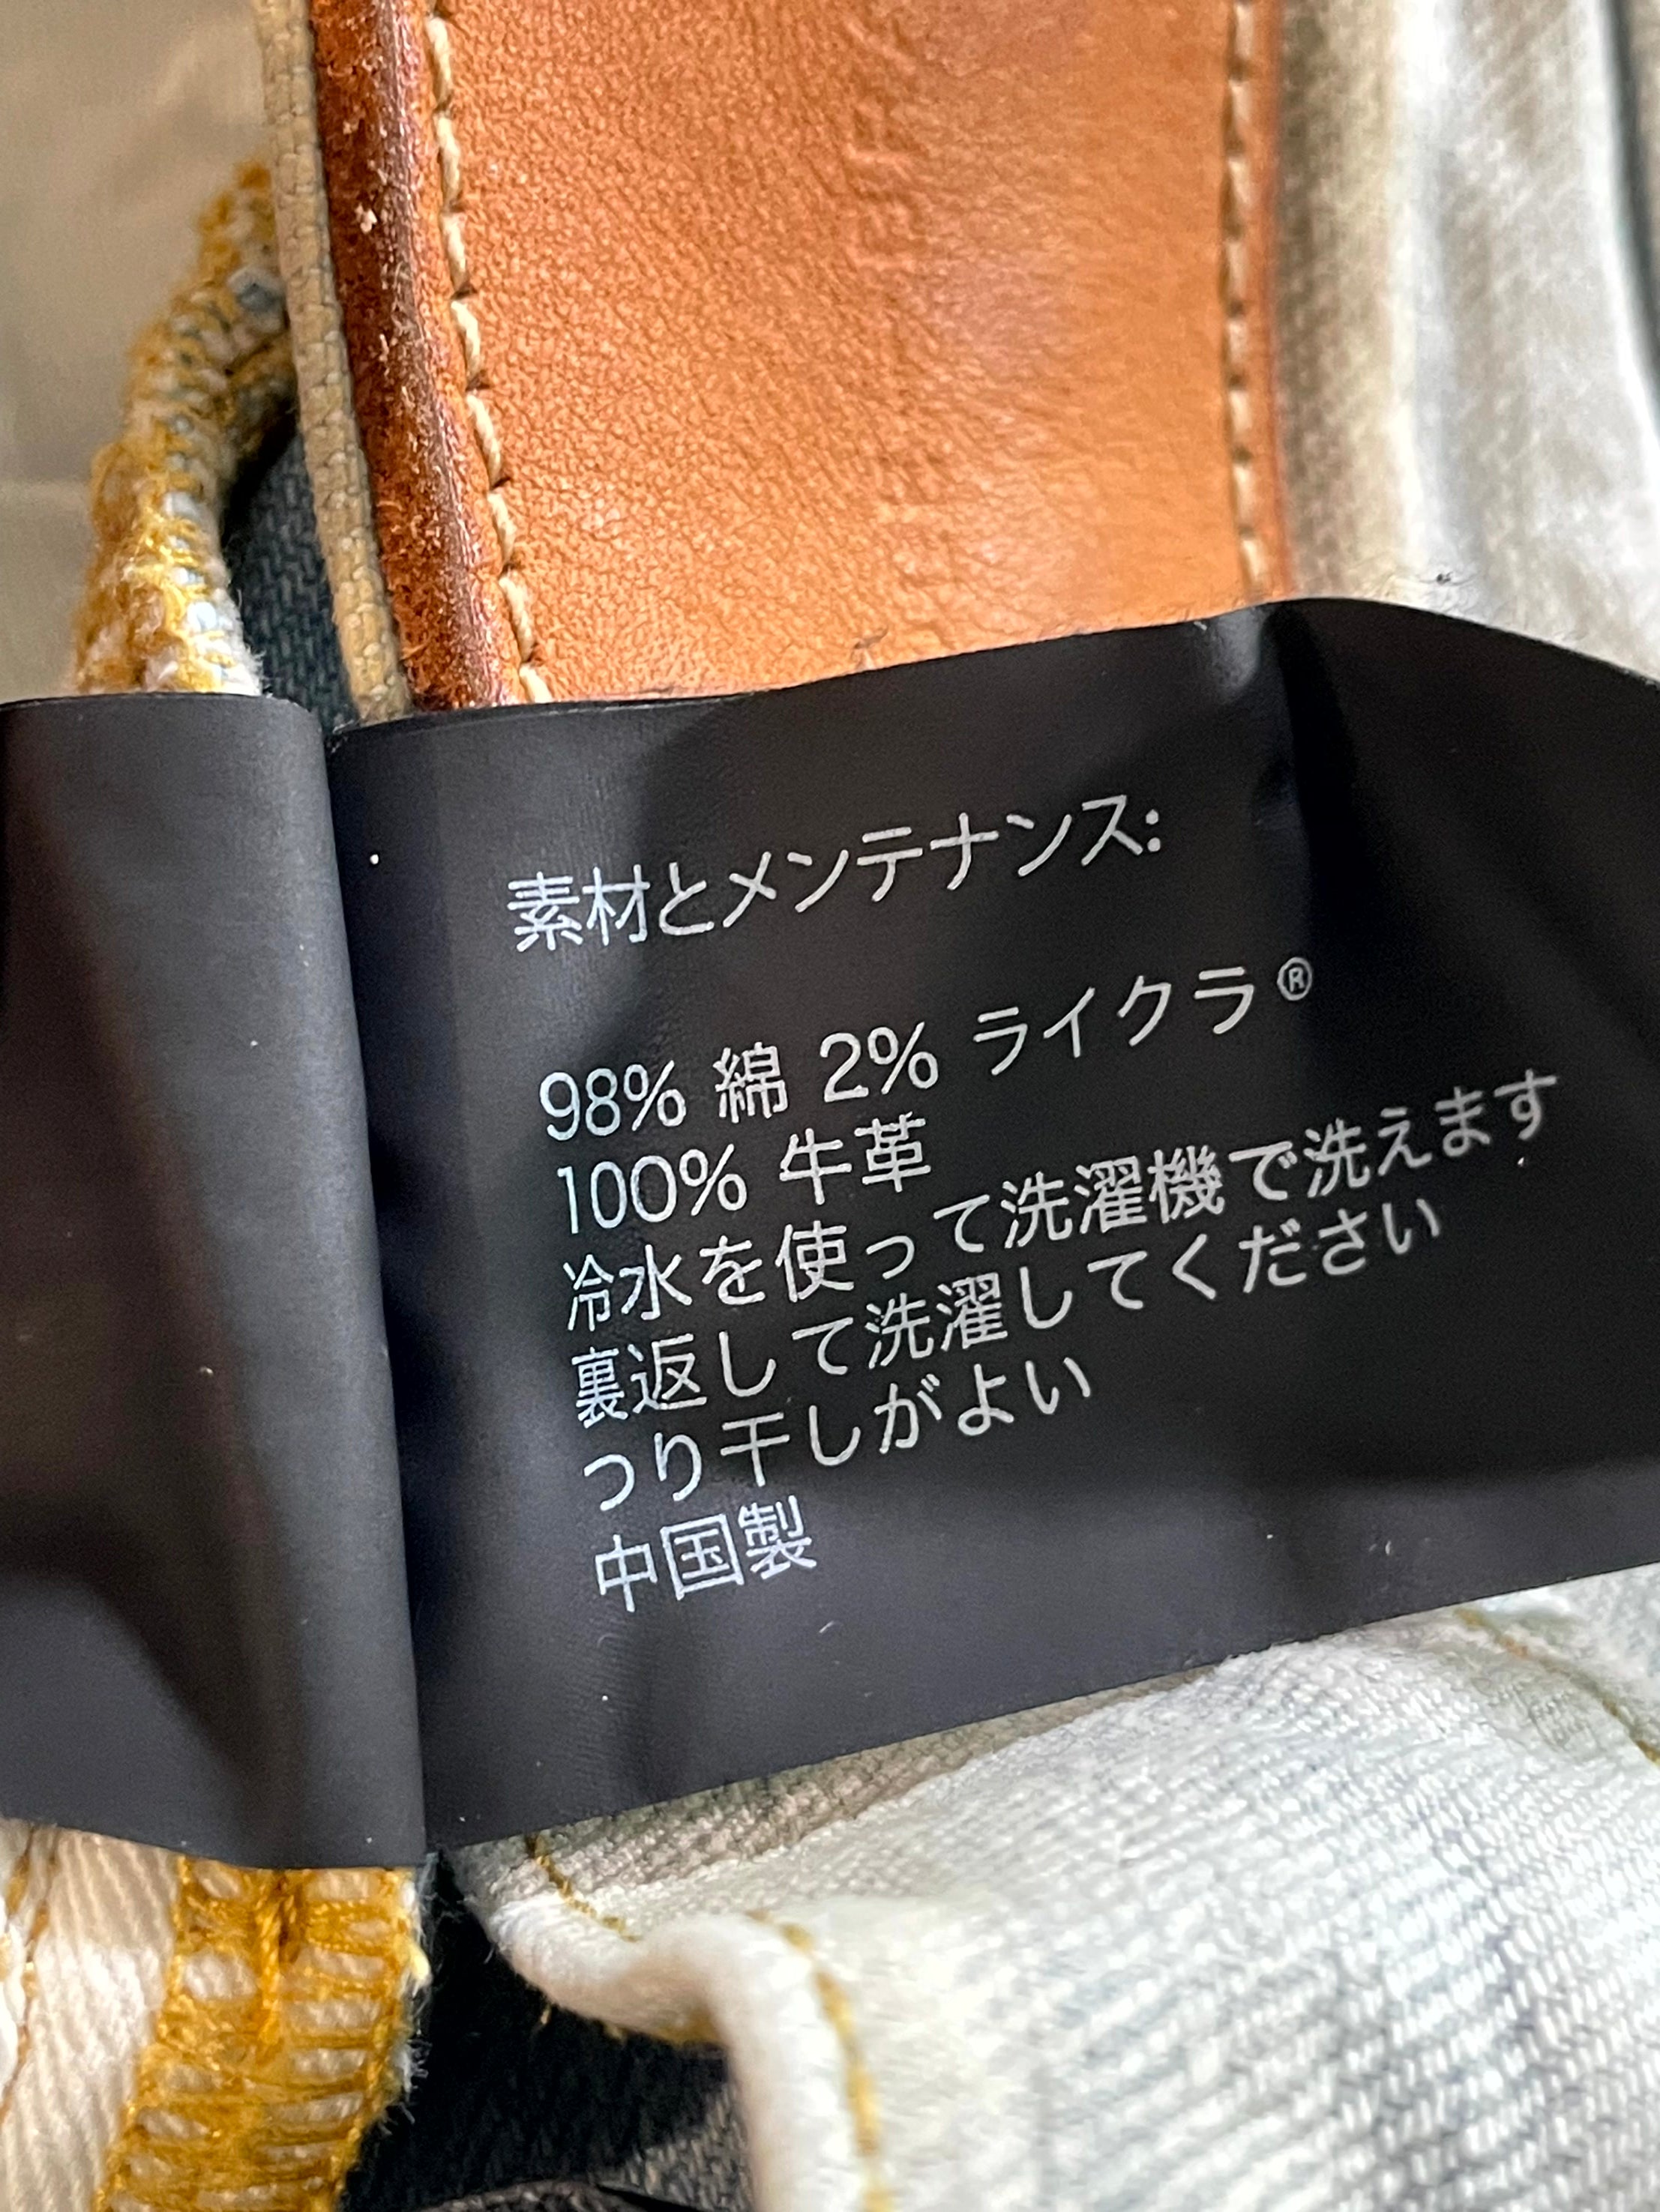 素材とメンテナンス:
98% 綿 2% ライクラ®
100% 牛革
冷水を使って洗濯機で洗えます
裏返して洗濯してください
つり干しがよい
中国製